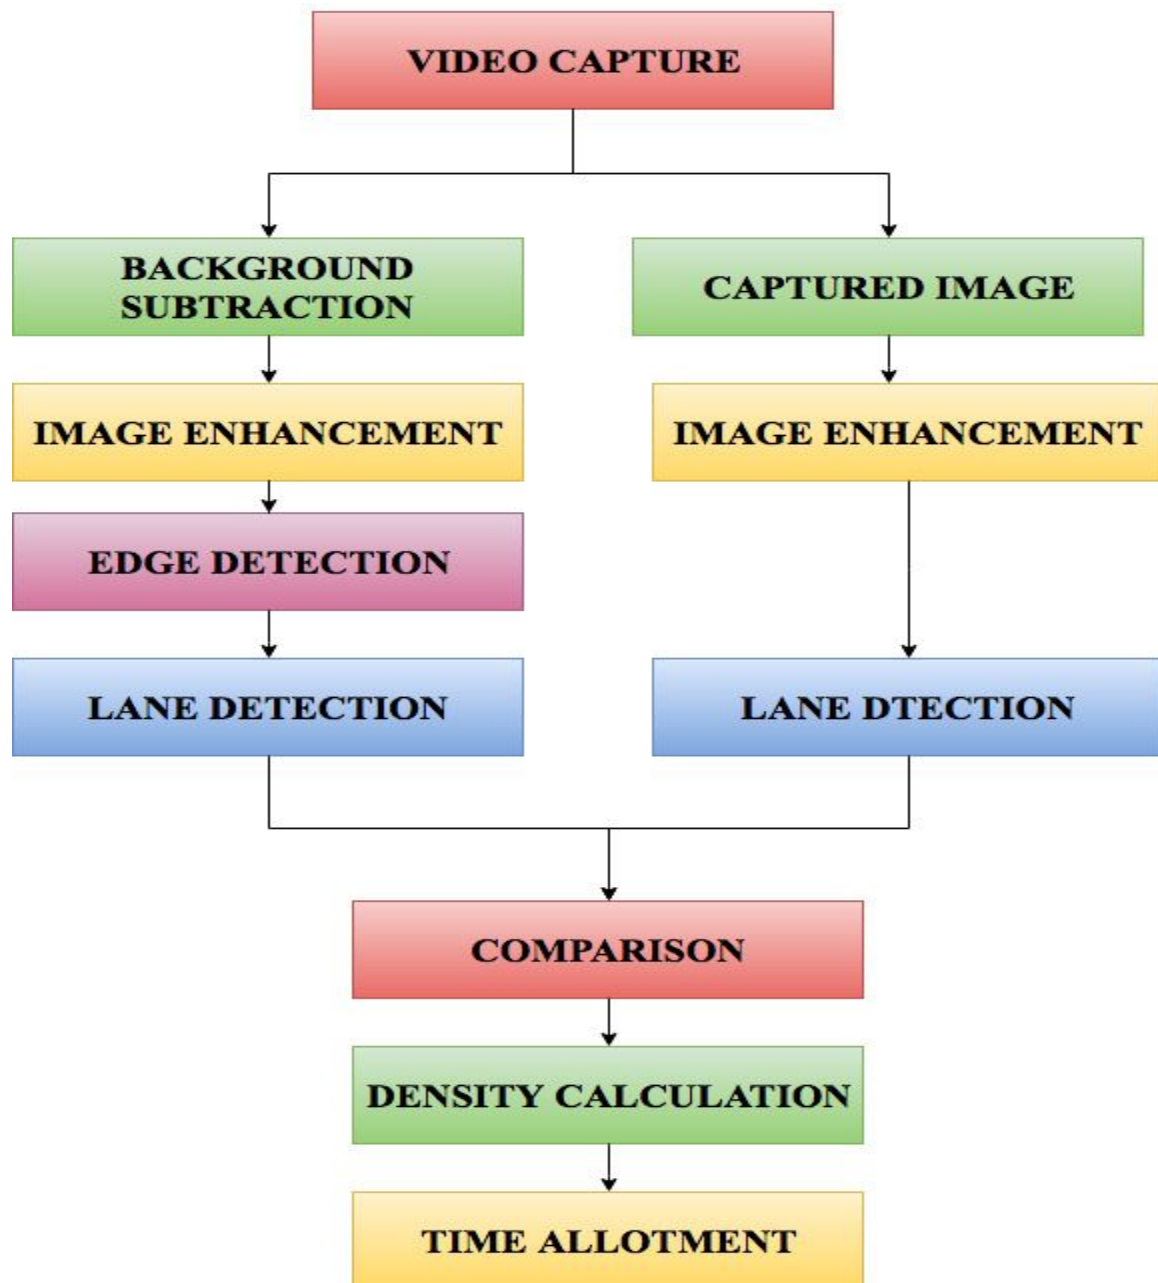 VIDEO CAPTURE
BACKGROUND
SUBTRACTION
CAPTURED IMAGE
IMAGE ENHANCEMENT
IMAGE ENHANCEMENT
EDGE DETECTION
LANE DETECTION
LANE DTECTION
COMPARISON
DENSITY CALCULATION
TIME ALLOTMENT